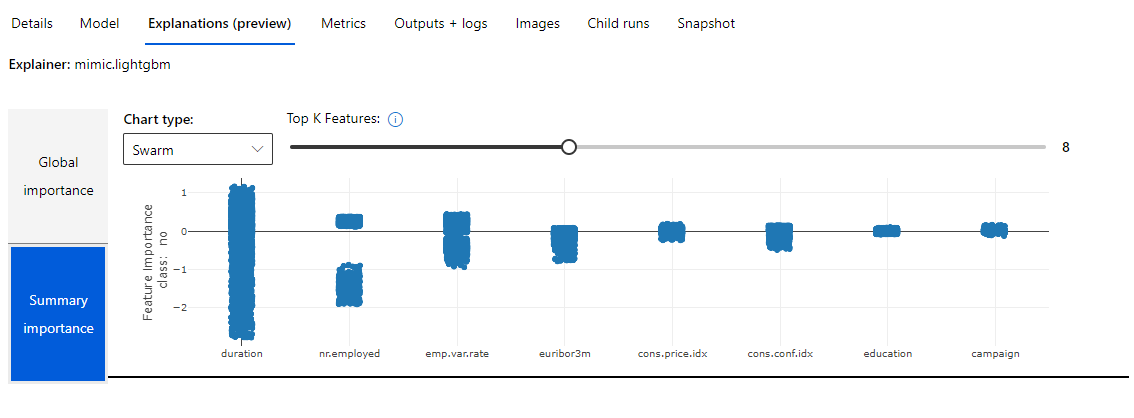 Details Model Explanations (preview) Metrics Outputs + logs Images Child runs Snapshot
Explainer: mimic.lightgbm
Global
importance
Summary
importance
Chart type:
Swarm
Top K Features:
8
Feature Importance
class: no
1
0
−1
−2
duration nr.employed emp.var.rate euribor3m cons.price.idx cons.conf.idx education campaign